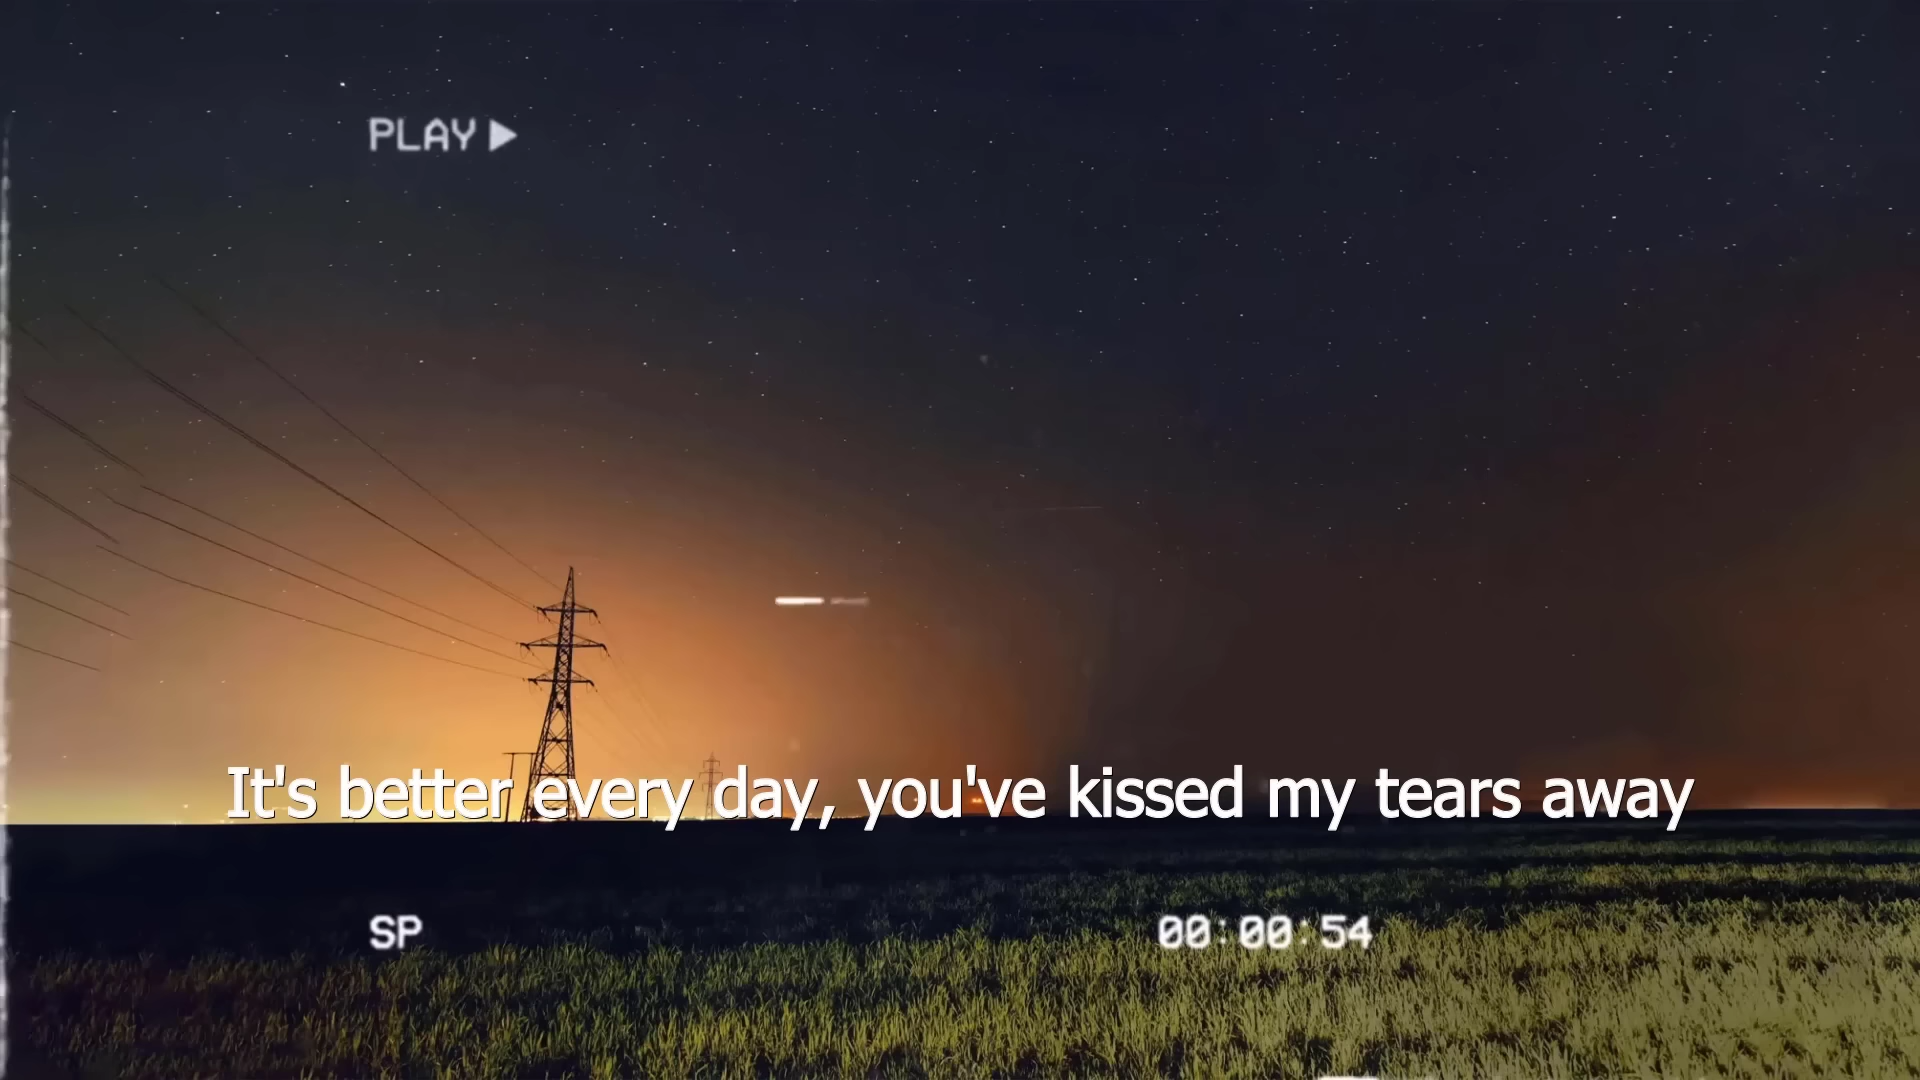 PLAY ▶
It's better every day, you've kissed my tears away
SP
00:00:54